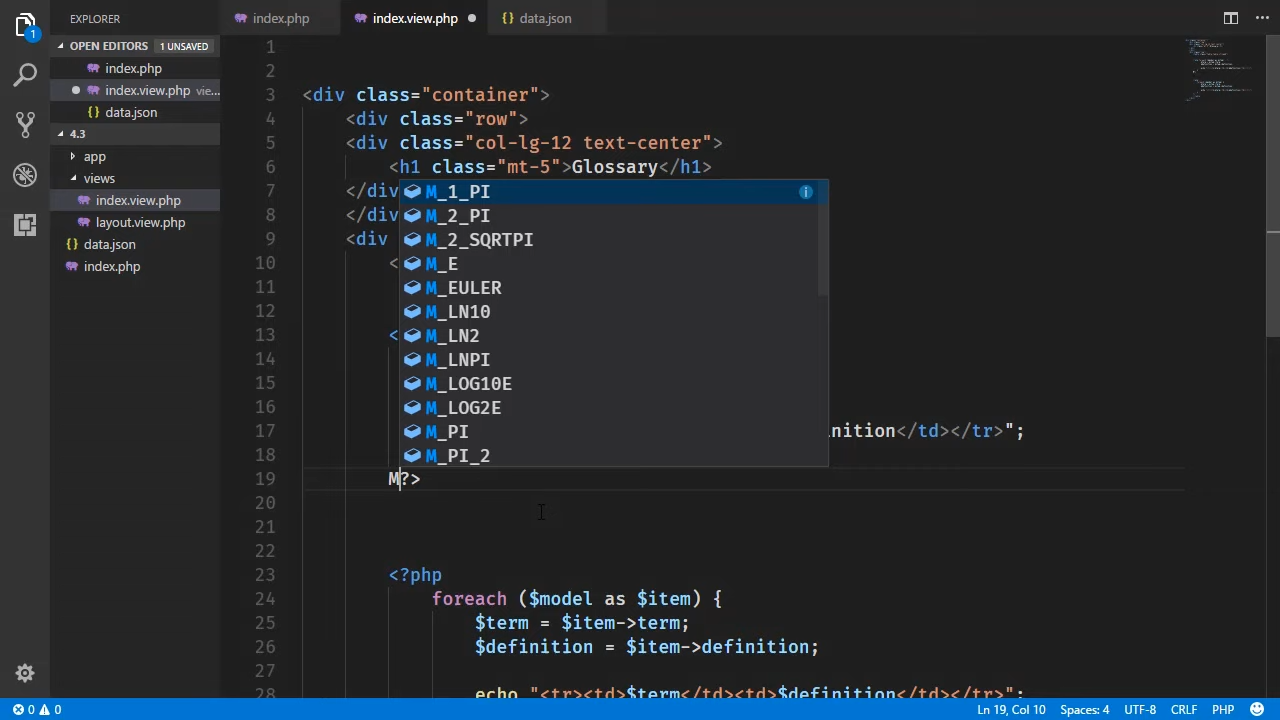 EXPLORER
index.php
index.view.php
{} data.json
1
OPEN EDITORS
1 UNSAVED
index.php
index.view.php vie...
{} data.json
4.3
app
views
index.view.php
layout.view.php
{} data.json
index.php
1
2
3 <div class="container">
4 <div class="row">
5 <div class="col-lg-12 text-center">
6 <h1 class="mt-5">Glossary</h1>
7 </div
8 </div
9 <div
10 <
11
12
13 <
14
15
16
17 inition</td></tr>";
18
19 M?>
20
21
22
23 <?php
24 foreach ($model as $item) {
25 $term = $item->term;
26 $definition = $item->definition;
27
28 echo "<tr><td>$term</td><td>$definition</td></tr>";
M_1_PI
M_2_PI
M_2_SQRTPI
M_E
M_EULER
M_LN10
M_LN2
M_LNPI
M_LOG10E
M_LOG2E
M_PI
M_PI_2
0 0
Ln 19, Col 10
Spaces: 4
UTF-8
CRLF
PHP